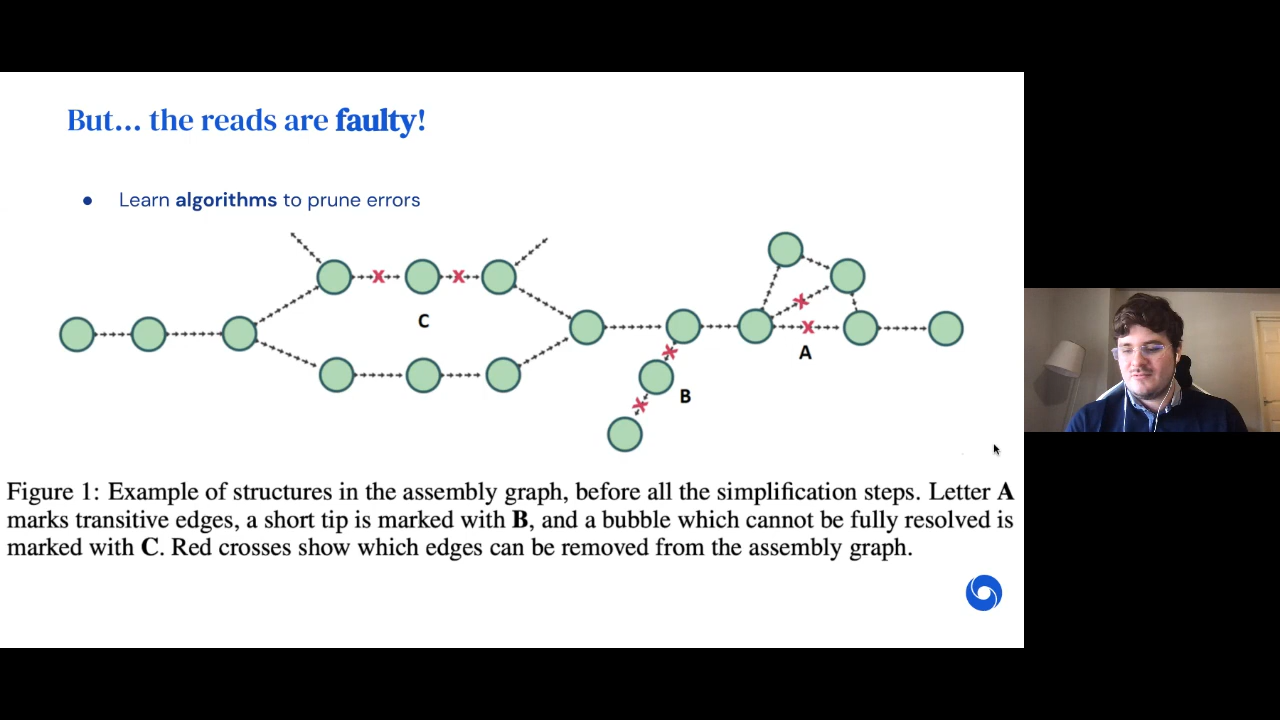 But... the reads are faulty!
● Learn algorithms to prune errors
C
A
B
Figure 1: Example of structures in the assembly graph, before all the simplification steps. Letter A
marks transitive edges, a short tip is marked with B, and a bubble which cannot be fully resolved is
marked with C. Red crosses show which edges can be removed from the assembly graph.